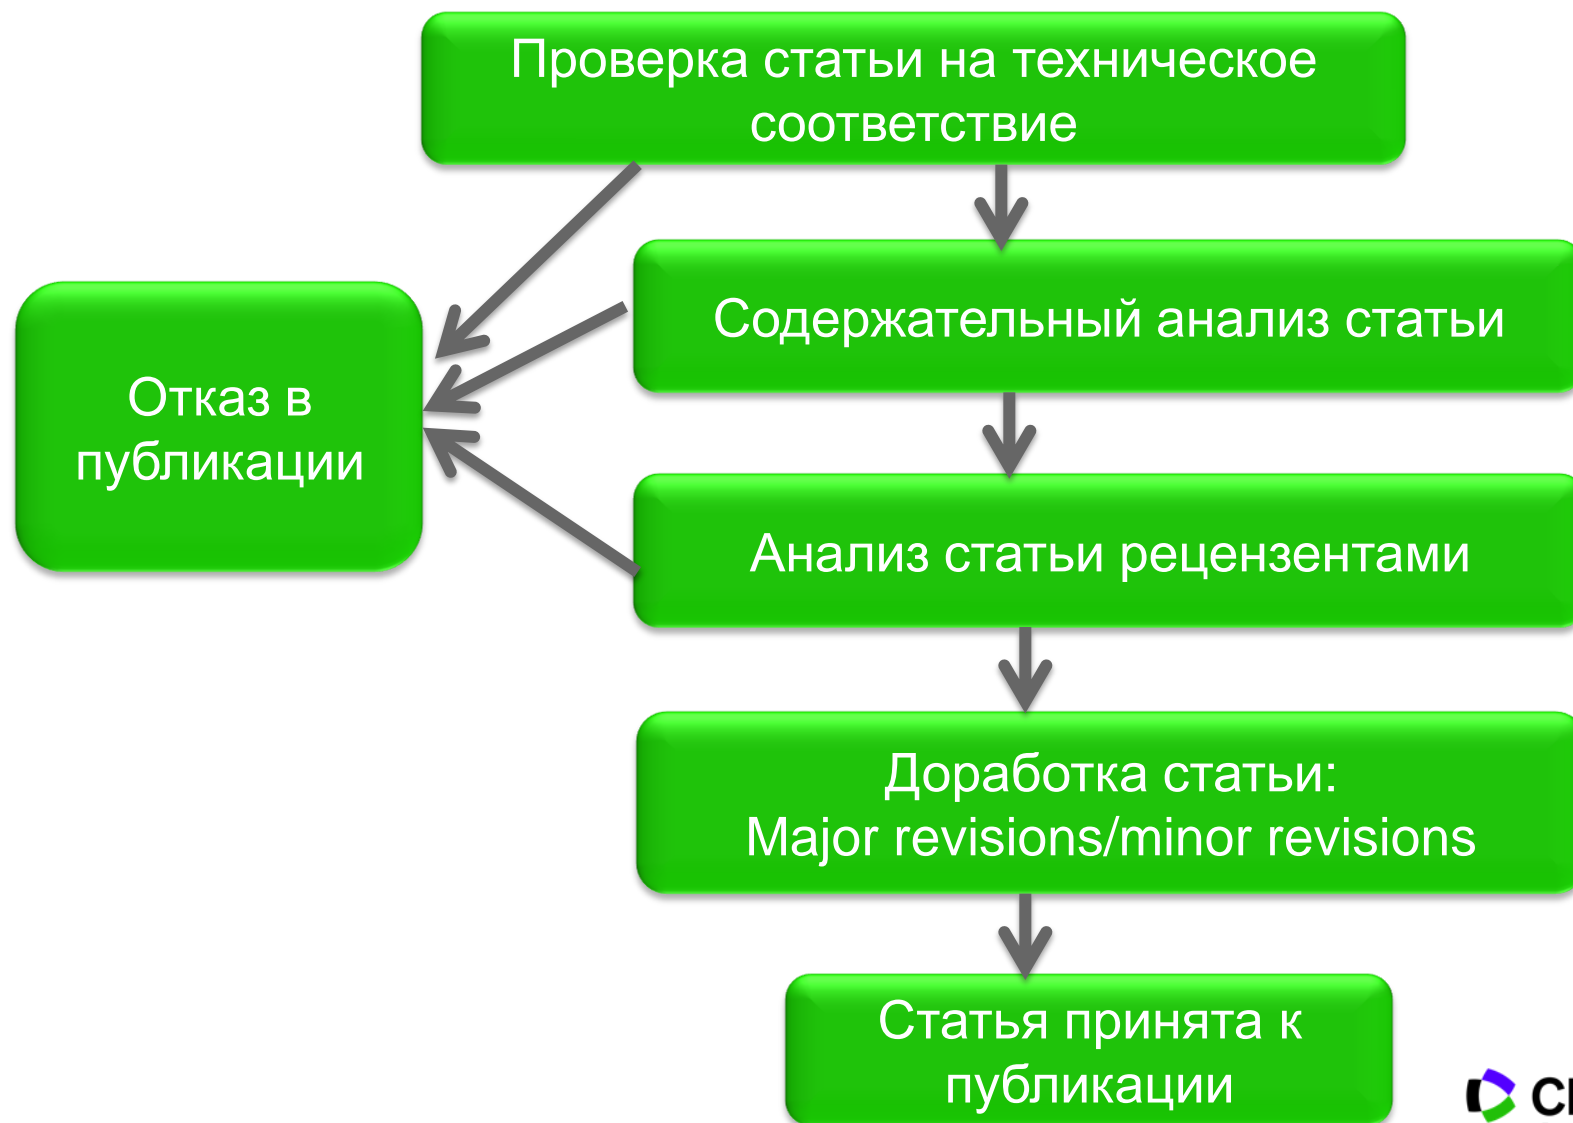 Проверка статьи на техническое
соответствие
Содержательный анализ статьи
Отказ в
публикации
Анализ статьи рецензентами
Доработка статьи:
Major revisions/minor revisions
Статья принята к
публикации